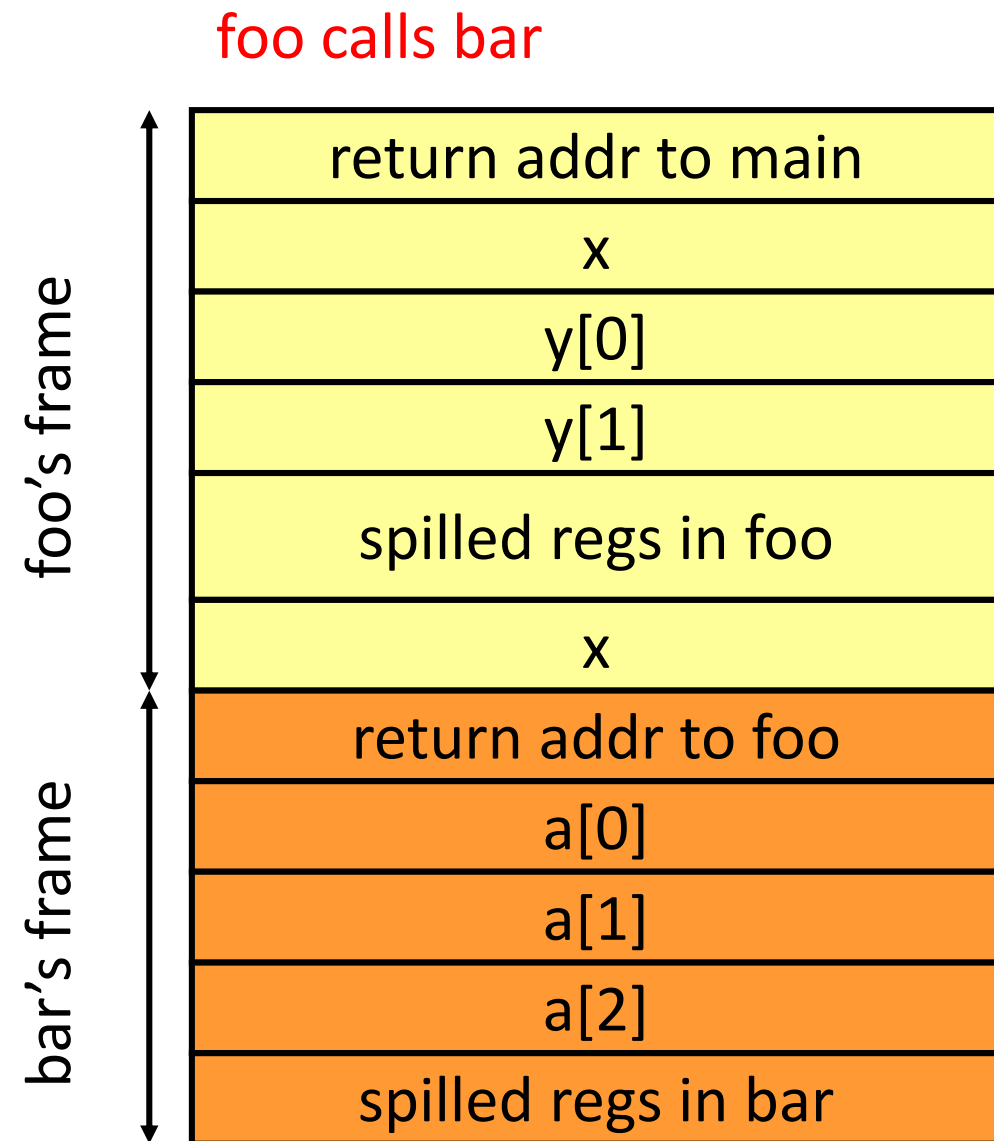 foo calls bar
foo’s frame
return addr to main
x
y[0]
y[1]
spilled regs in foo
x
bar’s frame
return addr to foo
a[0]
a[1]
a[2]
spilled regs in bar